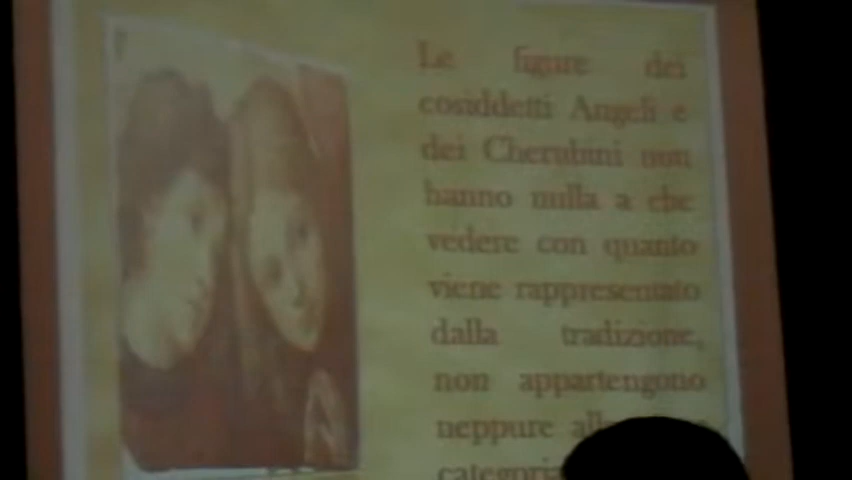 Le figure dei
cosiddetti Angeli e
dei Cherubini non
hanno nulla a che
vedere con quanto
viene rappresentato
dalla tradizione,
non appartengono
neppure